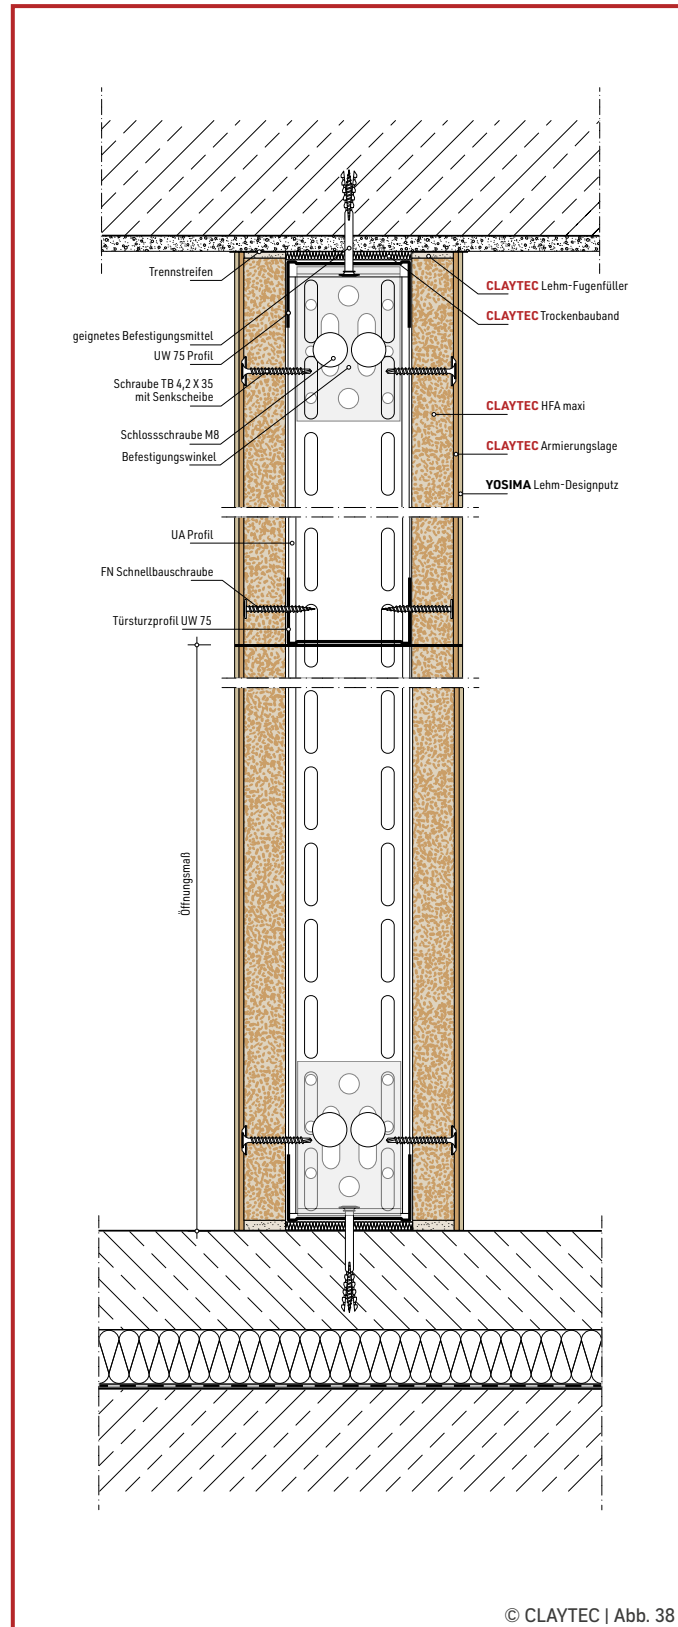 Trennstreifen
geignetes Befestigungsmittel
UW 75 Profil
Schraube TB 4,2 X 35
mit Senkscheibe
Schlossschraube M8
Befestigungswinkel
UA Profil
FN Schnellbauschraube
Türsturzprofil UW 75
Öffnungsmaß
CLAYTEC Lehm-Fugenfüller
CLAYTEC Trockenbauband
CLAYTEC HFA maxi
CLAYTEC Armierungslage
YOSIMA Lehm-Designputz
© CLAYTEC | Abb. 38